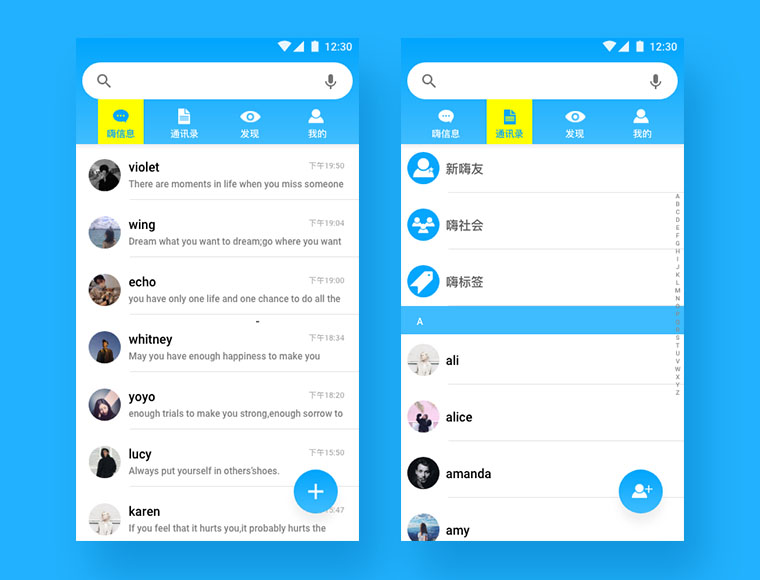 12:30
嗨信息
通讯录
发现
我的
violet
下午19:50
There are moments in life when you miss someone
wing
下午19:04
Dream what you want to dream;go where you want
echo
下午19:00
you have only one life and one chance to do all the
whitney
下午18:34
May you have enough happiness to make you
yoyo
下午18:20
enough trials to make you strong,enough sorrow to
lucy
下午15:50
Always put yourself in others'shoes.
karen
:47
If you feel that it hurts you,it probably hurts the
12:30
嗨信息
通讯录
发现
我的
新嗨友
嗨社会
嗨标签
A
ali
alice
amanda
amy
A
B
C
D
E
F
G
H
I
J
K
L
M
N
O
P
Q
R
S
T
U
V
W
X
Y
Z